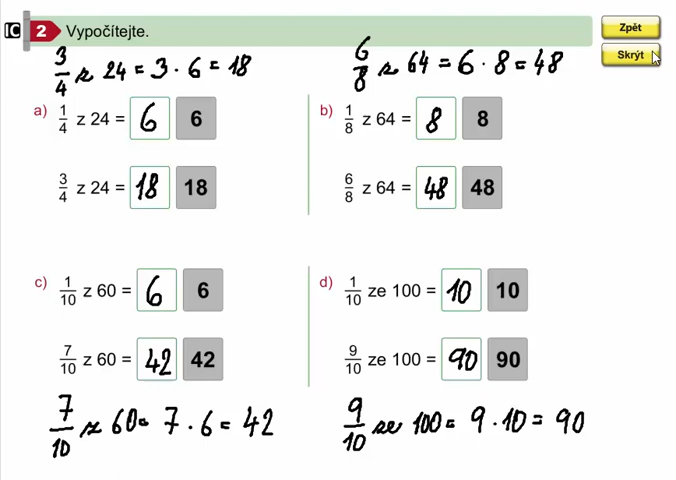 2 Vypočítejte.
Zpět
Skrýt
3/4 z 24 = 3 · 6 = 18
6/8 z 64 = 6 · 8 = 48
a) 1/4 z 24 = 6 6
b) 1/8 z 64 = 8 8
3/4 z 24 = 18 18
6/8 z 64 = 48 48
c) 1/10 z 60 = 6 6
d) 1/10 ze 100 = 10 10
7/10 z 60 = 42 42
9/10 ze 100 = 90 90
7/10 z 60 = 7 · 6 = 42
9/10 ze 100 = 9 · 10 = 90